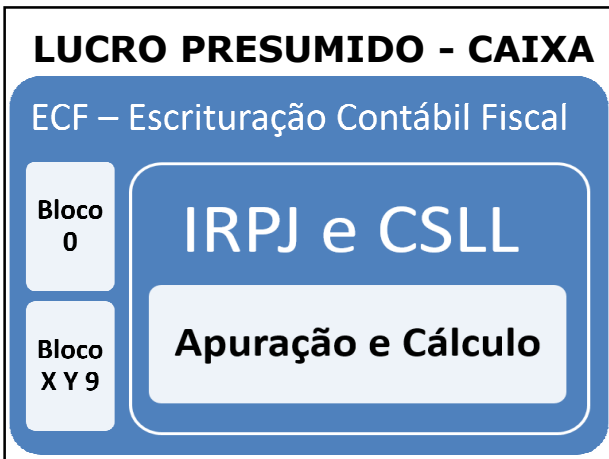 LUCRO PRESUMIDO - CAIXA
ECF – Escrituração Contábil Fiscal
Bloco
0
IRPJ e CSLL
Bloco
X Y 9
Apuração e Cálculo